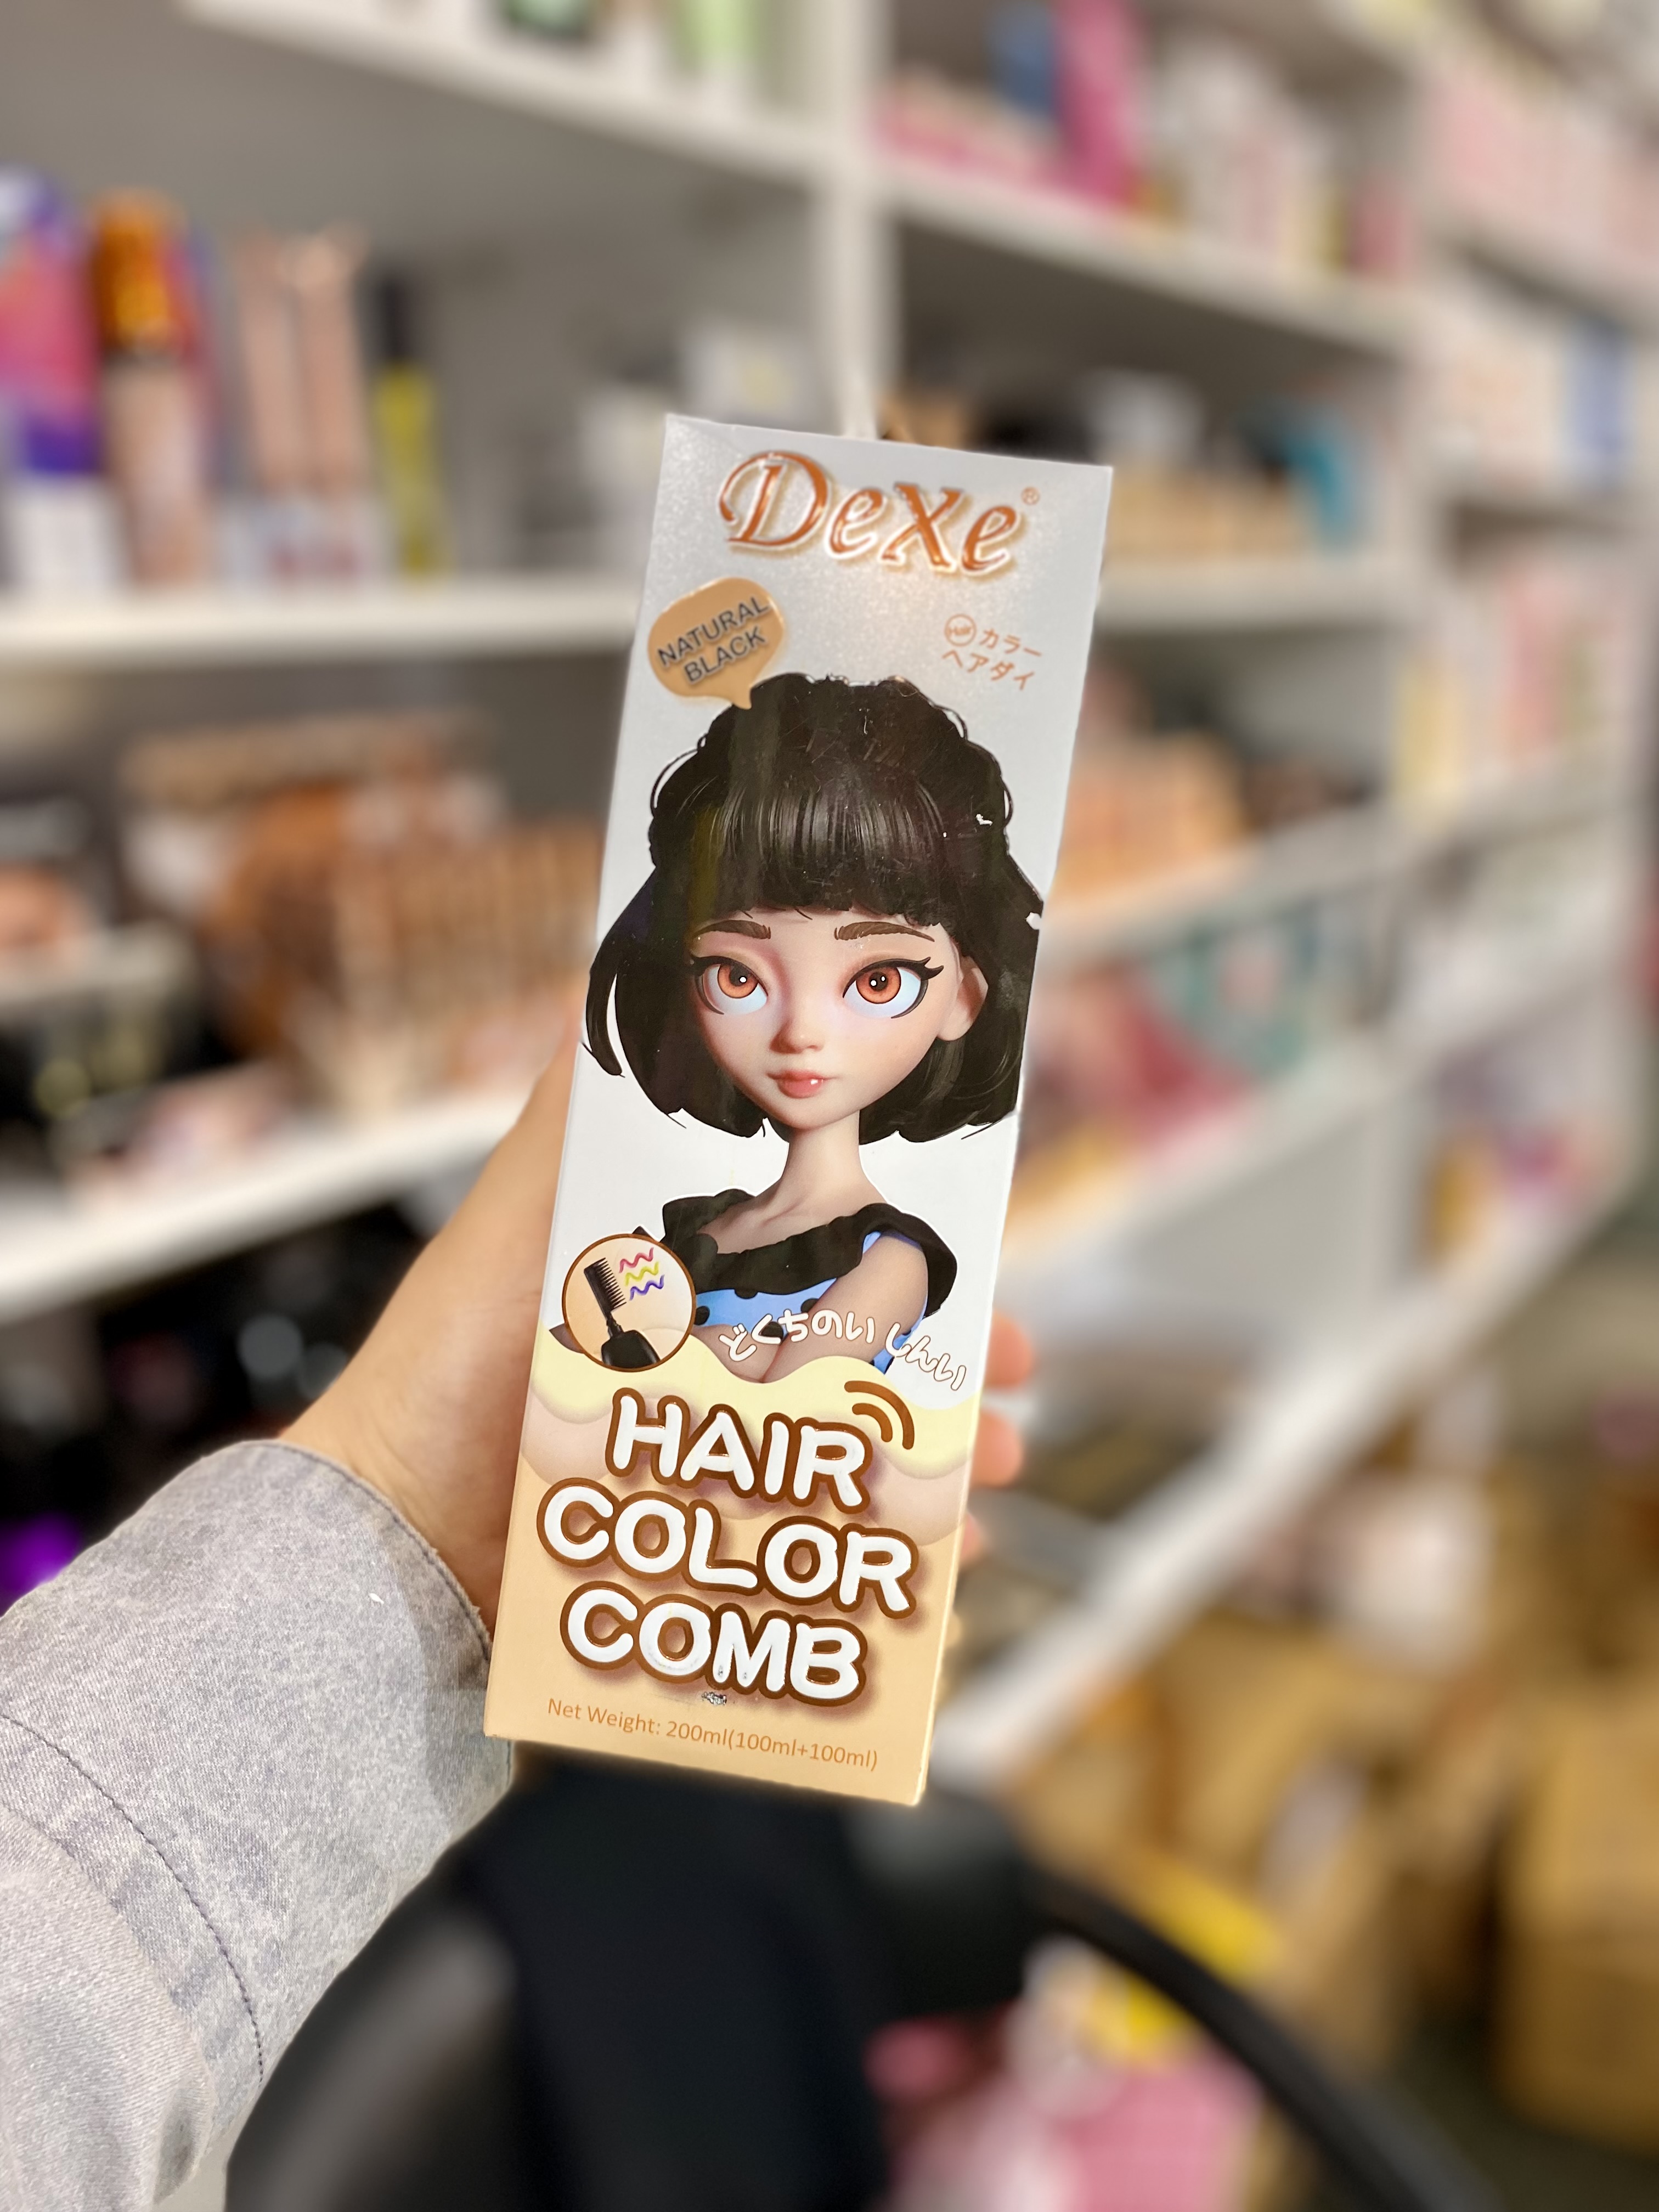 DeXe®
NATURAL
BLACK
Hair カラー
ヘアダイ
どくちのい しんい
HAIR
COLOR
COMB
Net Weight: 200ml(100ml+100ml)